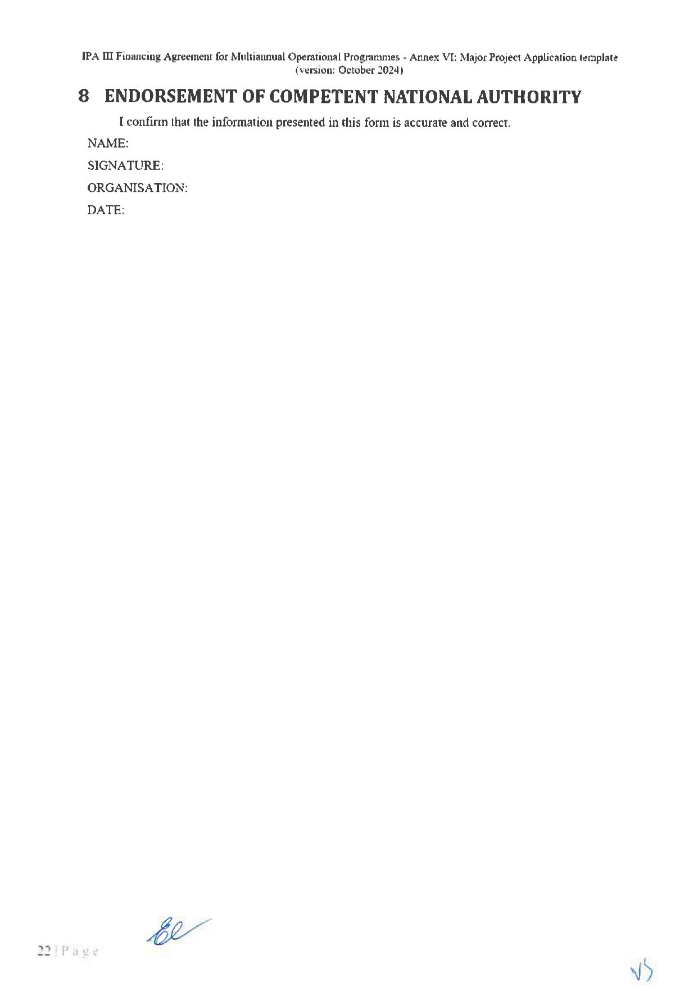 IPA III Financing Agreement for Multiannual Operational Programmes - Annex VI: Major Project Application template
(version: October 2024)
8 ENDORSEMENT OF COMPETENT NATIONAL AUTHORITY
I confirm that the information presented in this form is accurate and correct.
NAME:
SIGNATURE:
ORGANISATION:
DATE:
22 | Page